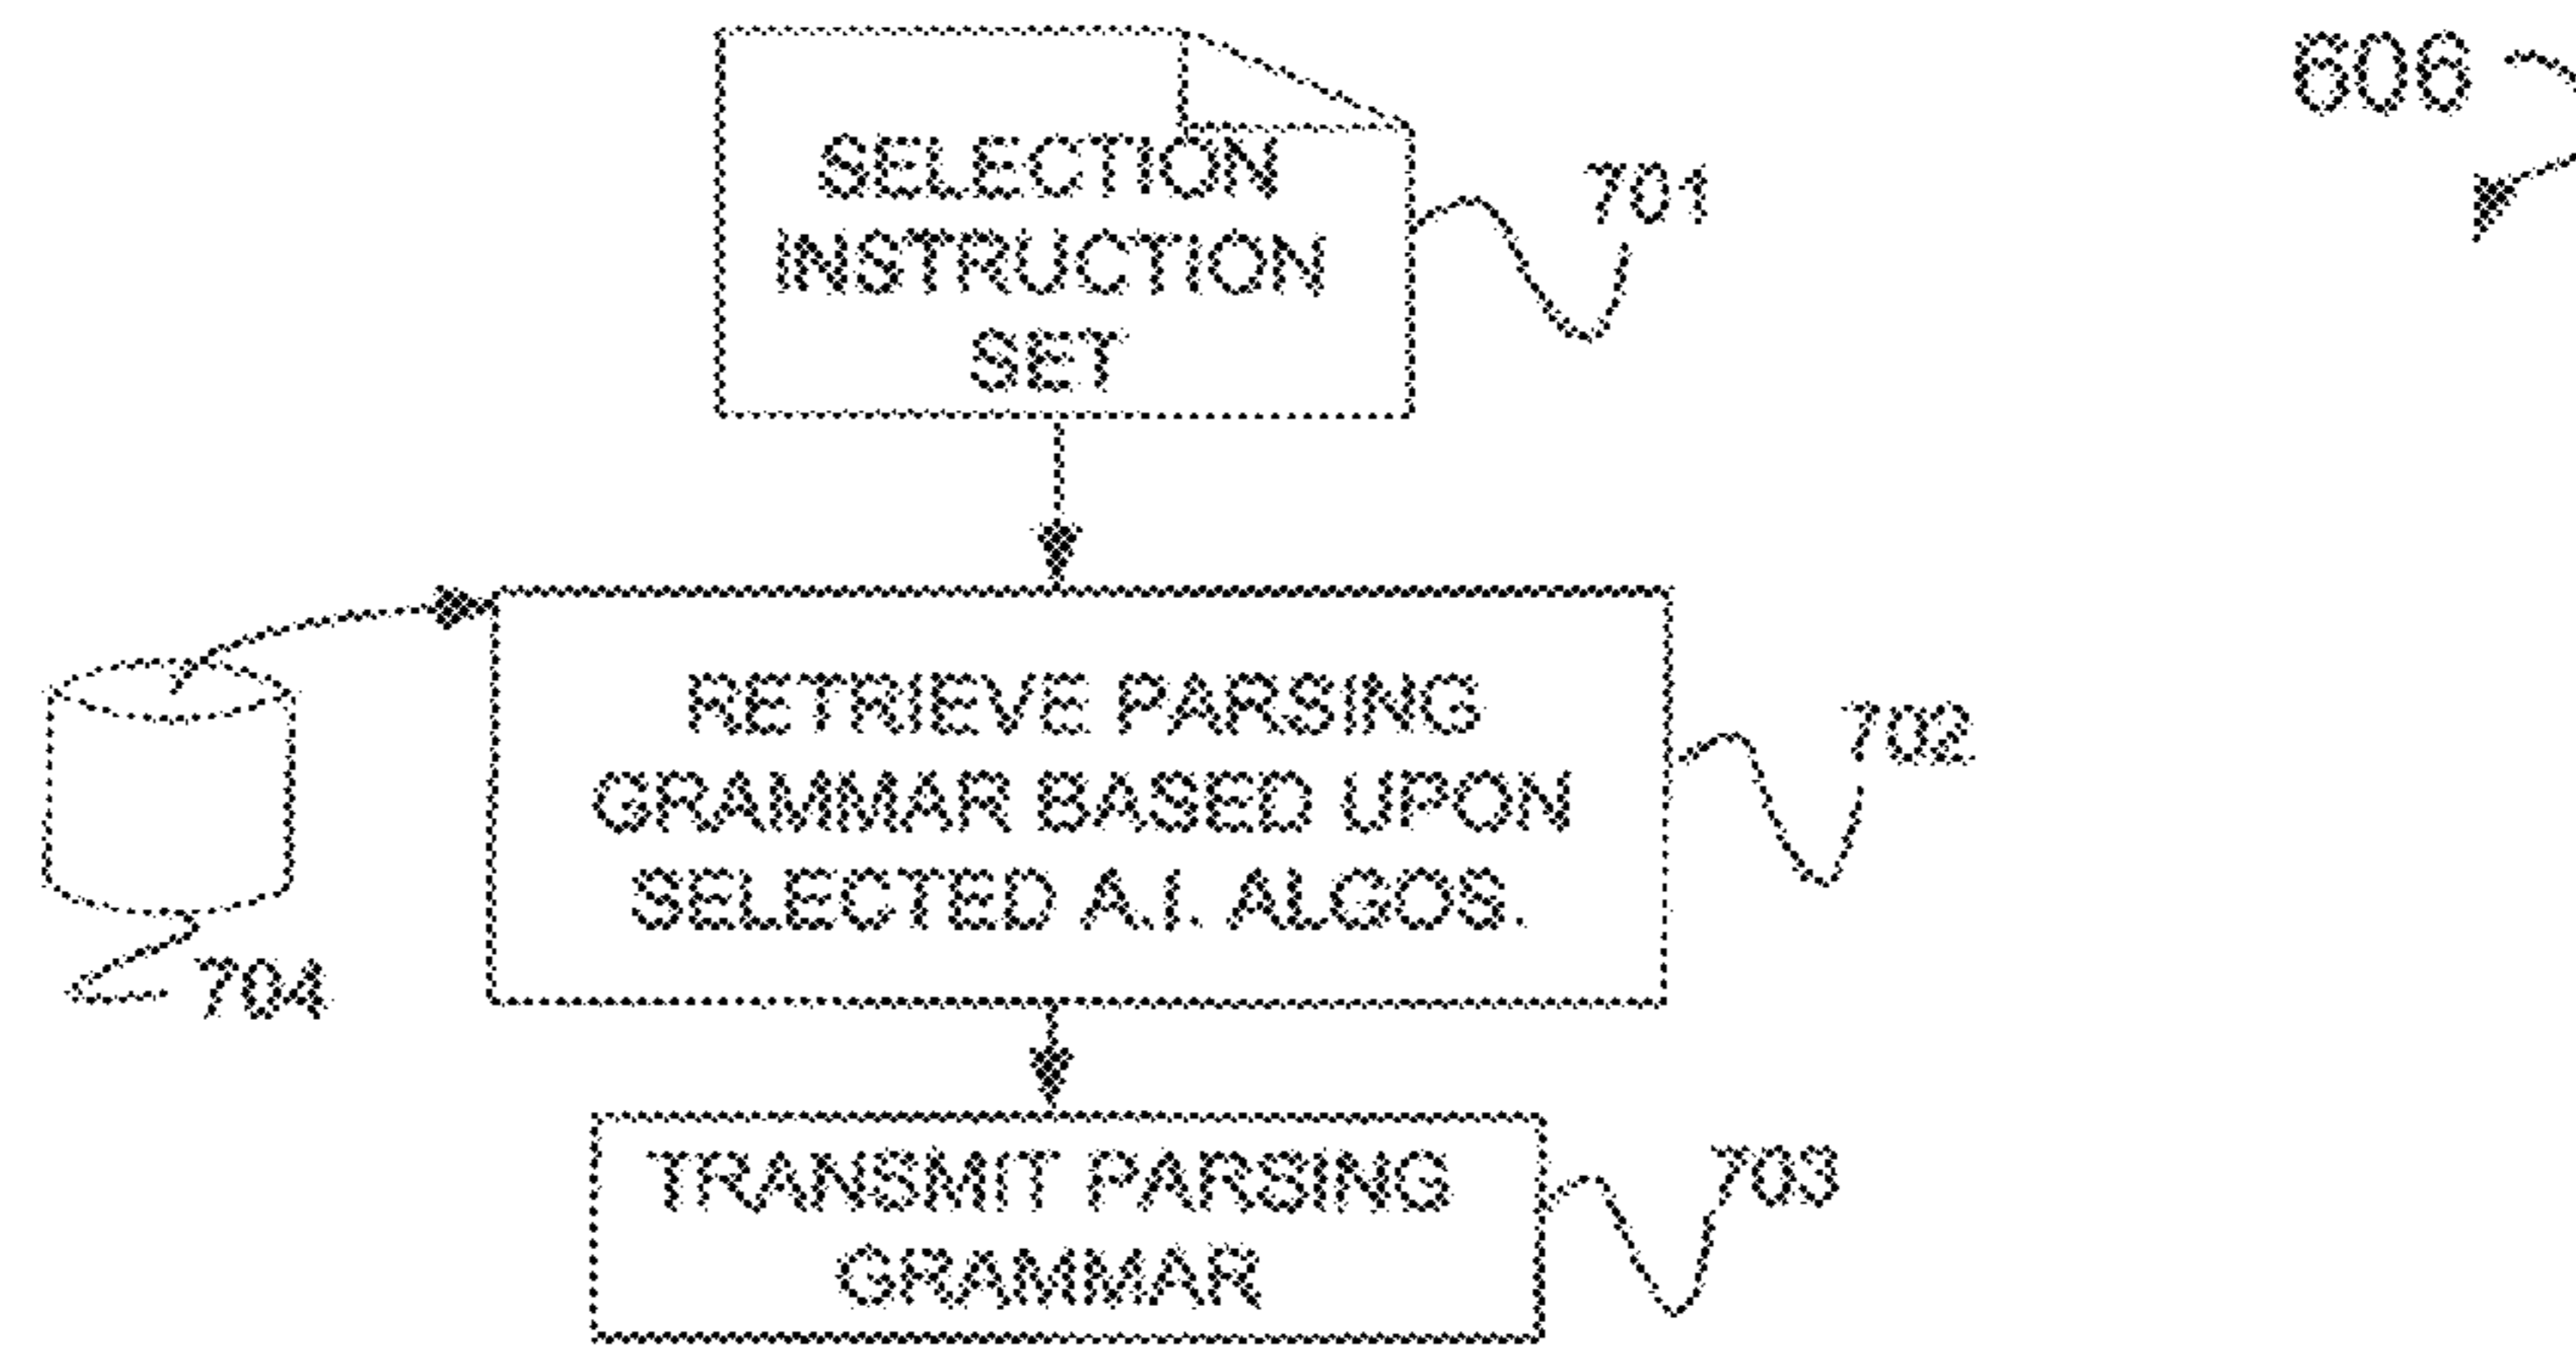 606
SELECTION
INSTRUCTION
SET
701
RETRIEVE PARSING
GRAMMAR BASED UPON
SELECTED A.I. ALGOS.
702
704
TRANSMIT PARSING
GRAMMAR
703